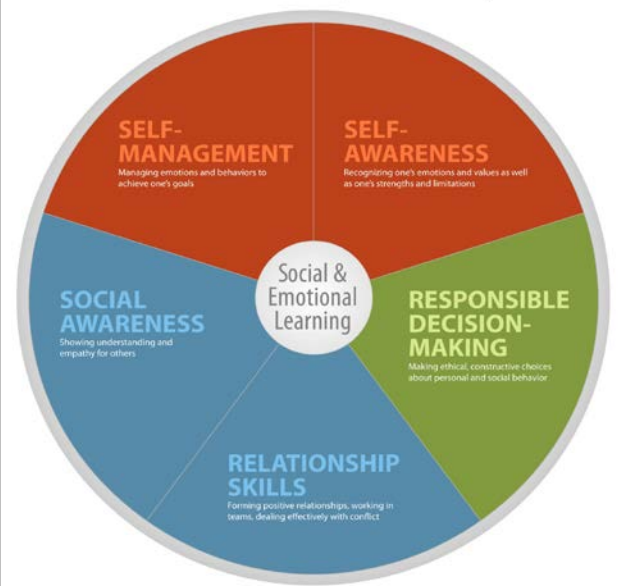 SELF-
MANAGEMENT
Managing emotions and behaviors to
achieve one's goals
SELF-
AWARENESS
Recognizing one's emotions and values as well
as one's strengths and limitations
Social &
Emotional
Learning
SOCIAL
AWARENESS
Showing understanding and
empathy for others
RESPONSIBLE
DECISION-
MAKING
Making ethical, constructive choices
about personal and social behavior
RELATIONSHIP
SKILLS
Forming positive relationships, working in
teams, dealing effectively with conflict